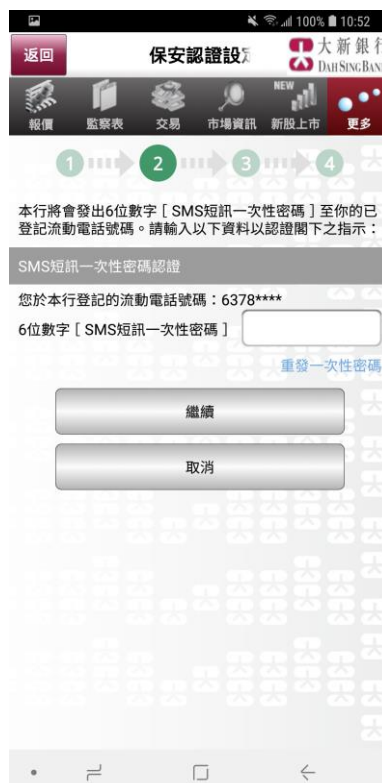 100% 10:52
返回
保安認證設定
大新銀行
DAH SING BANK
報價
監察表
交易
市場資訊
NEW
新股上市
更多
1
2
3
4
本行將會發出6位數字 [ SMS短訊一次性密碼 ] 至你的已
登記流動電話號碼。請輸入以下資料以認證閣下之指示：
SMS短訊一次性密碼認證
您於本行登記的流動電話號碼：6378****
6位數字 [ SMS短訊一次性密碼 ]
重發一次性密碼
繼續
取消